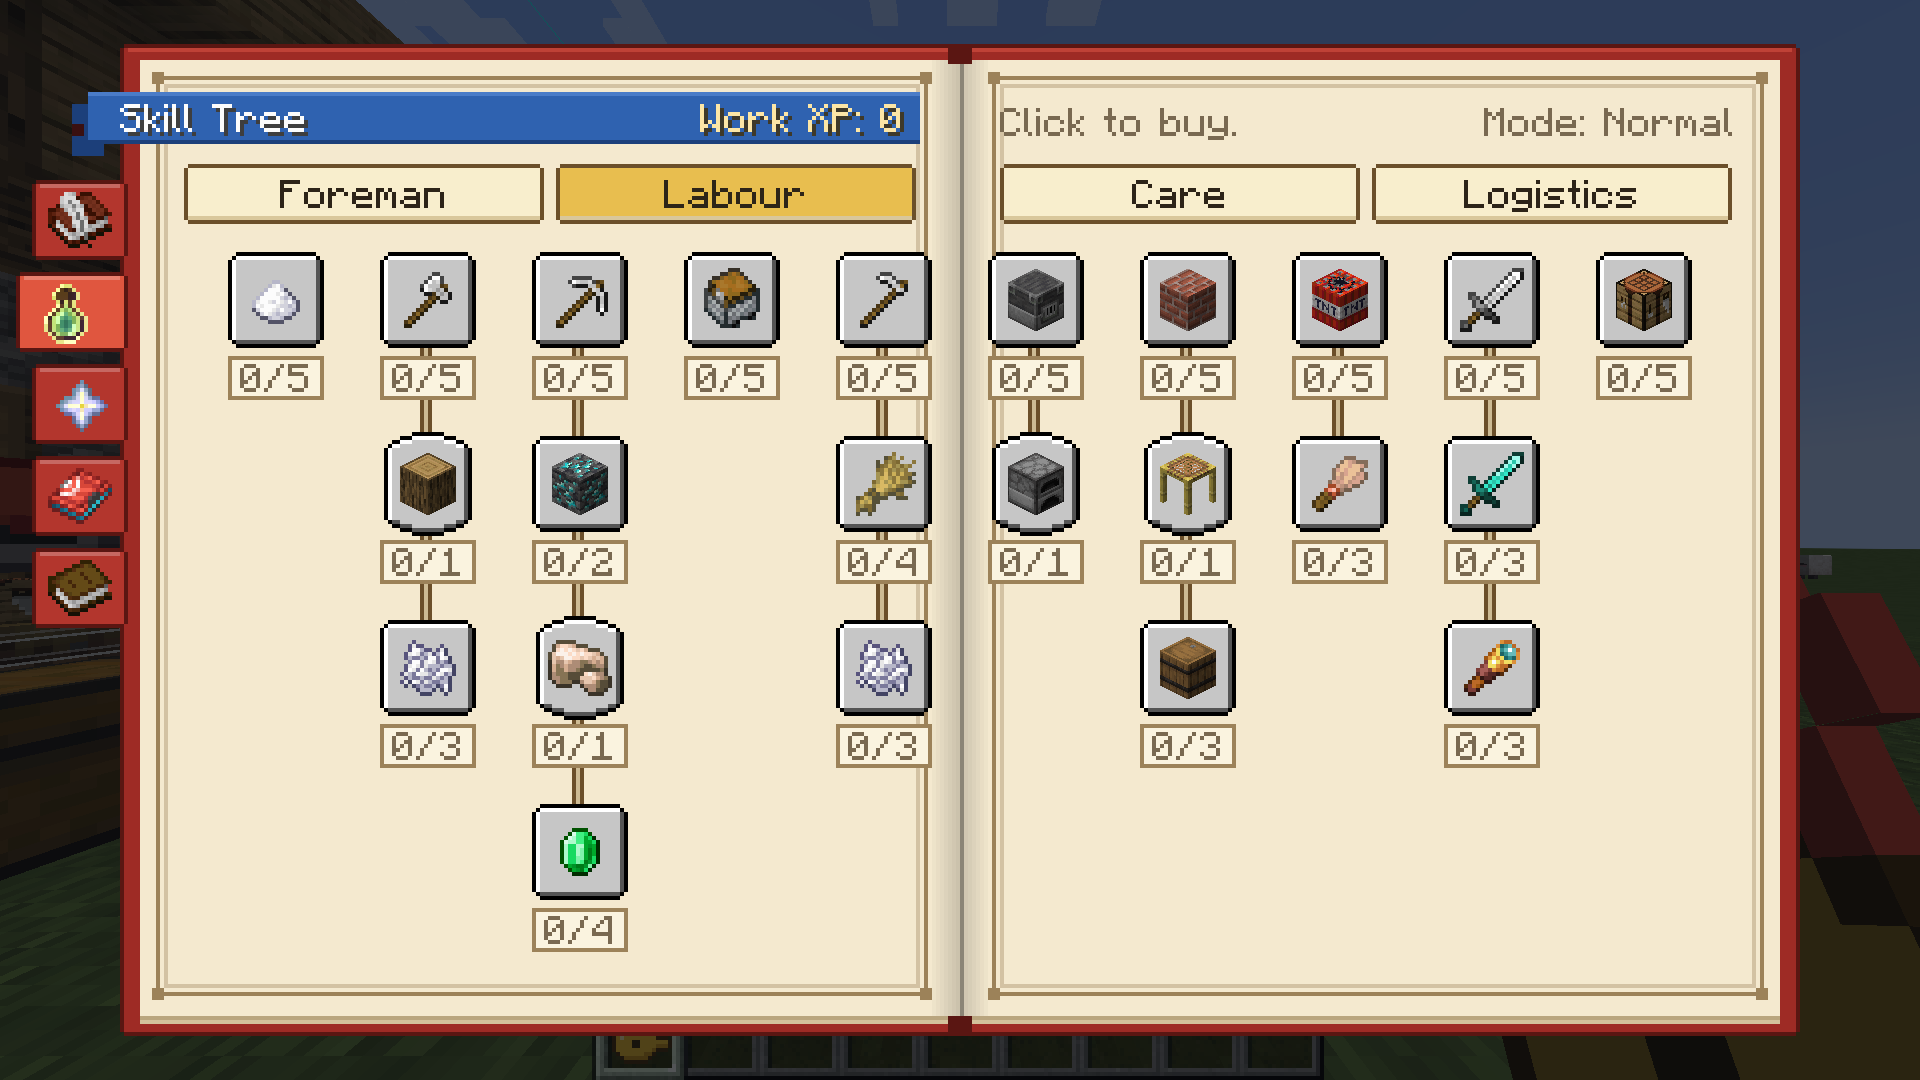 Skill Tree Work XP: 0
Click to buy. Mode: Normal
Foreman Labour Care Logistics
TNT TNT
0/5 0/5 0/5 0/5 0/5 0/5 0/5 0/5 0/5 0/5
0/1 0/2 0/4 0/1 0/1 0/3 0/3
0/3 0/1 0/3 0/3 0/3
0/4